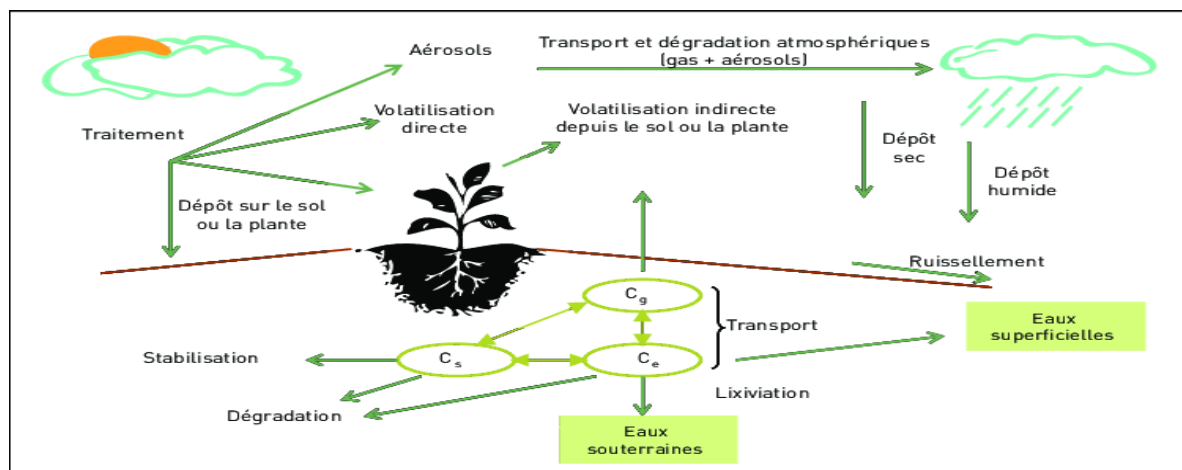 Aérosols
Transport et dégradation atmosphériques
(gas + aérosols)
Traitement
Volatilisation
directe
Volatilisation indirecte
depuis le sol ou la plante
Dépôt
sec
Dépôt
humide
Dépôt sur le sol
ou la plante
Ruissellement
Cg
Transport
Eaux
superficielles
Stabilisation
Cs
Ce
Lixiviation
Dégradation
Eaux
souterraines